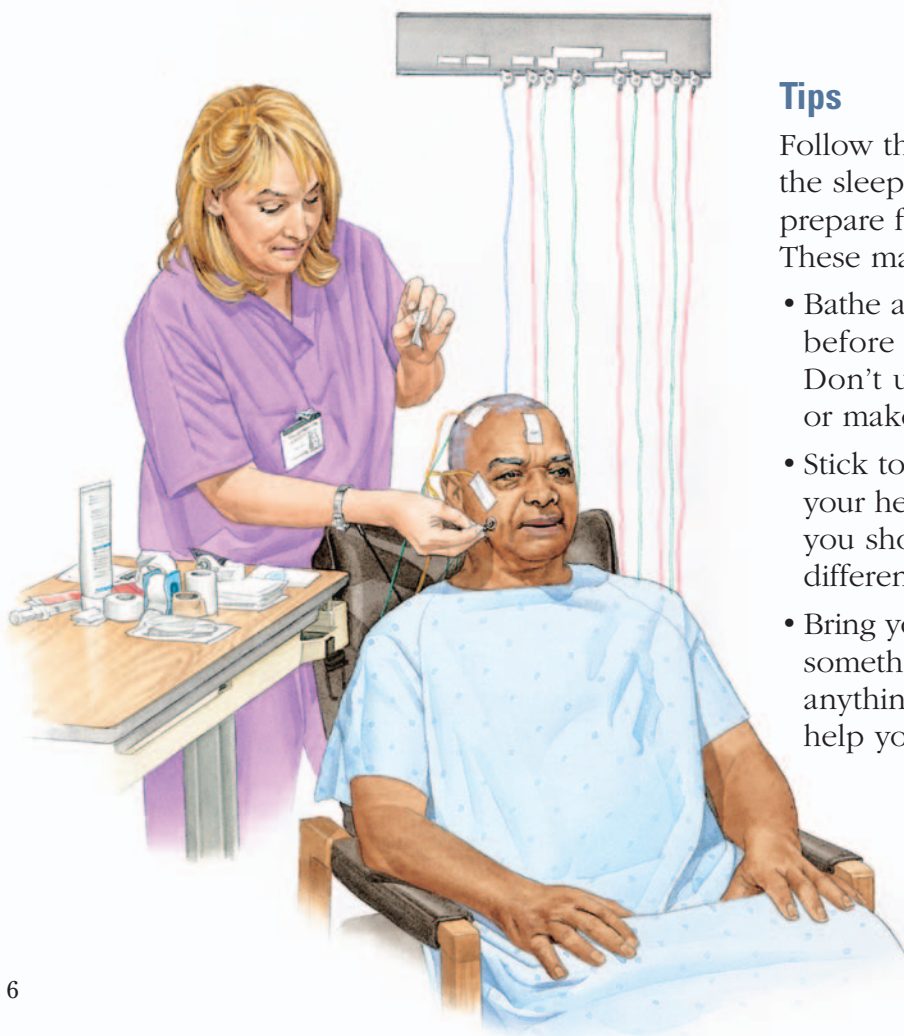 Tips
Follow th
the sleep
prepare f
These ma
• Bathe a
before
Don’t u
or make
• Stick to
your he
you sho
differen
• Bring yo
someth
anythin
help yo
6